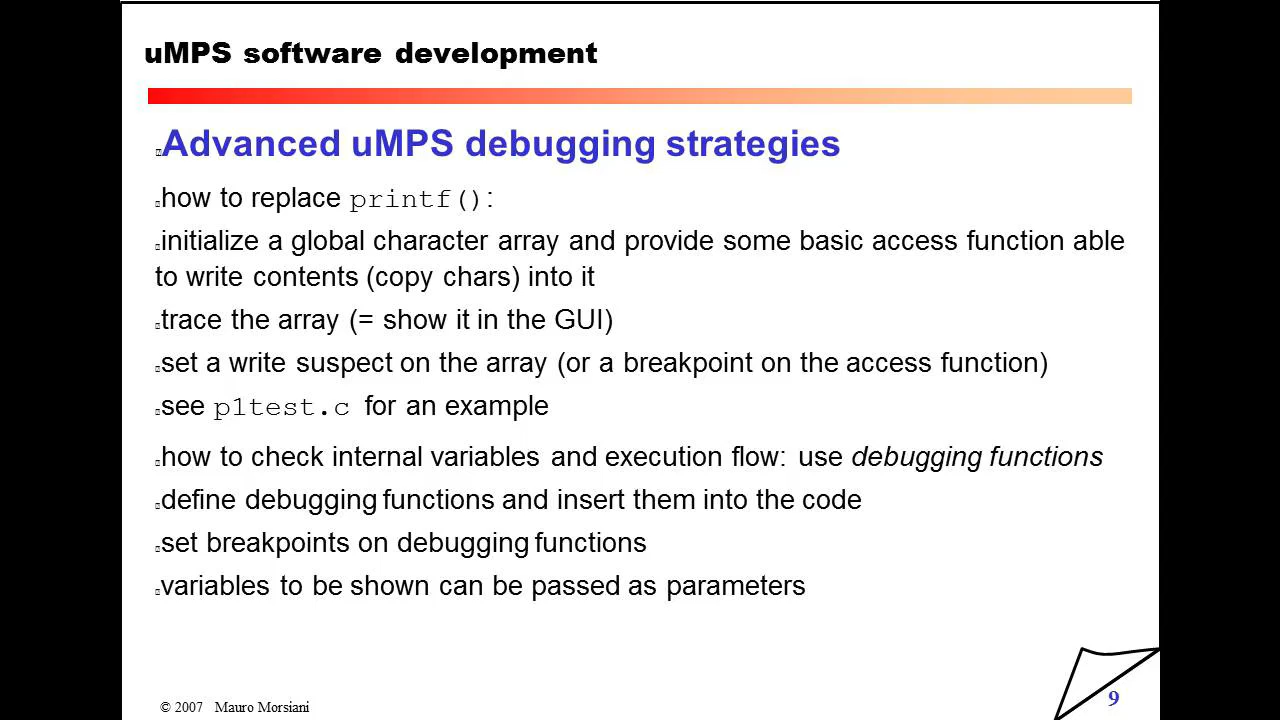 uMPS software development
Advanced uMPS debugging strategies
how to replace printf():
initialize a global character array and provide some basic access function able
to write contents (copy chars) into it
trace the array (= show it in the GUI)
set a write suspect on the array (or a breakpoint on the access function)
see p1test.c for an example
how to check internal variables and execution flow: use debugging functions
define debugging functions and insert them into the code
set breakpoints on debugging functions
variables to be shown can be passed as parameters
© 2007 Mauro Morsiani
9